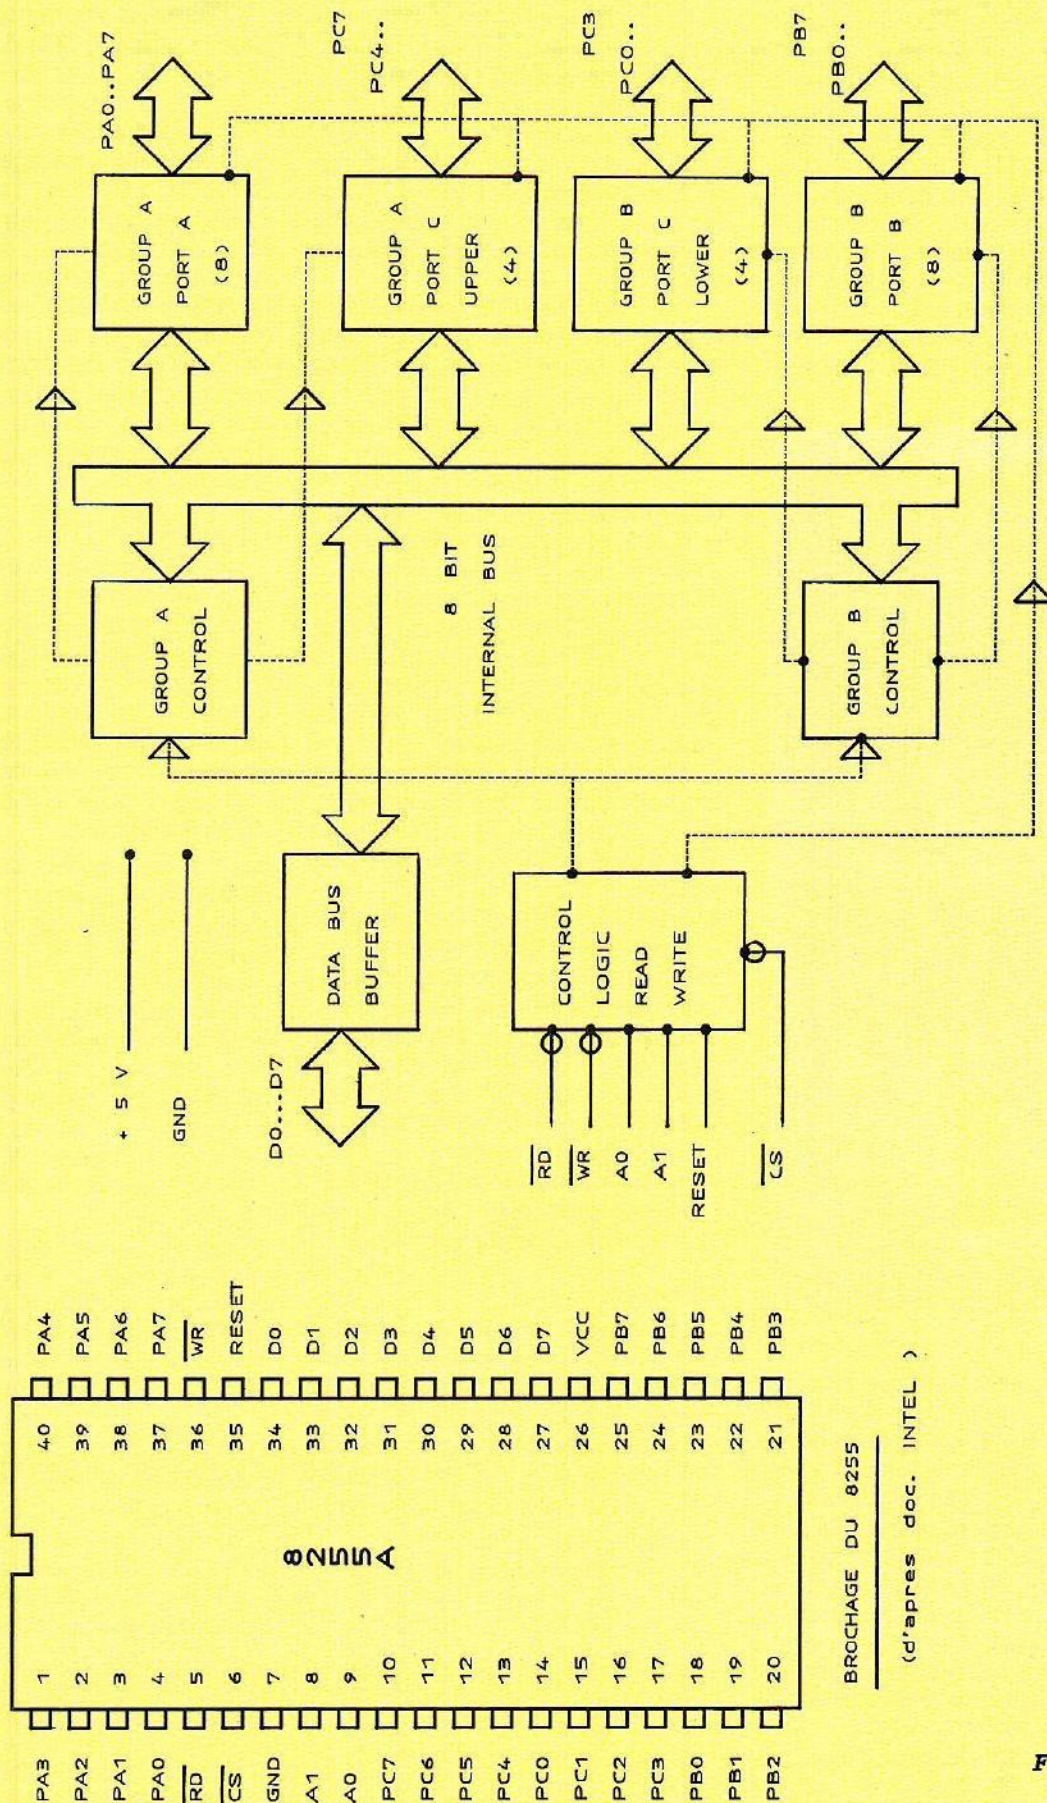 PA3 1 40 PA4
PA2 2 39 PA5
PA1 3 38 PA6
PA0 4 37 PA7
RD 5 36 WR
CS 6 35 RESET
GND 7 34 D0
A1 8 33 D1
A0 9 32 D2
PC7 10 31 D3
PC6 11 30 D4
PC5 12 29 D5
PC4 13 28 D6
PC0 14 27 D7
PC1 15 26 VCC
PC2 16 25 PB7
PC3 17 24 PB6
PB0 18 23 PB5
PB1 19 22 PB4
PB2 20 21 PB3
8255A
BROCHAGE DU 8255
(d'apres doc. INTEL )
+ 5 V
GND
D0...D7
DATA BUS
BUFFER
RD
WR
A0
A1
RESET
CS
CONTROL
LOGIC
READ
WRITE
GROUP A
CONTROL
8 BIT
INTERNAL BUS
GROUP B
CONTROL
GROUP A
PORT A
(8)
PA0..PA7
GROUP A
PORT C
UPPER
(4)
PC7
PC4..
GROUP B
PORT C
LOWER
(4)
PC3
PC0..
GROUP B
PORT B
(8)
PB7
PB0..
F